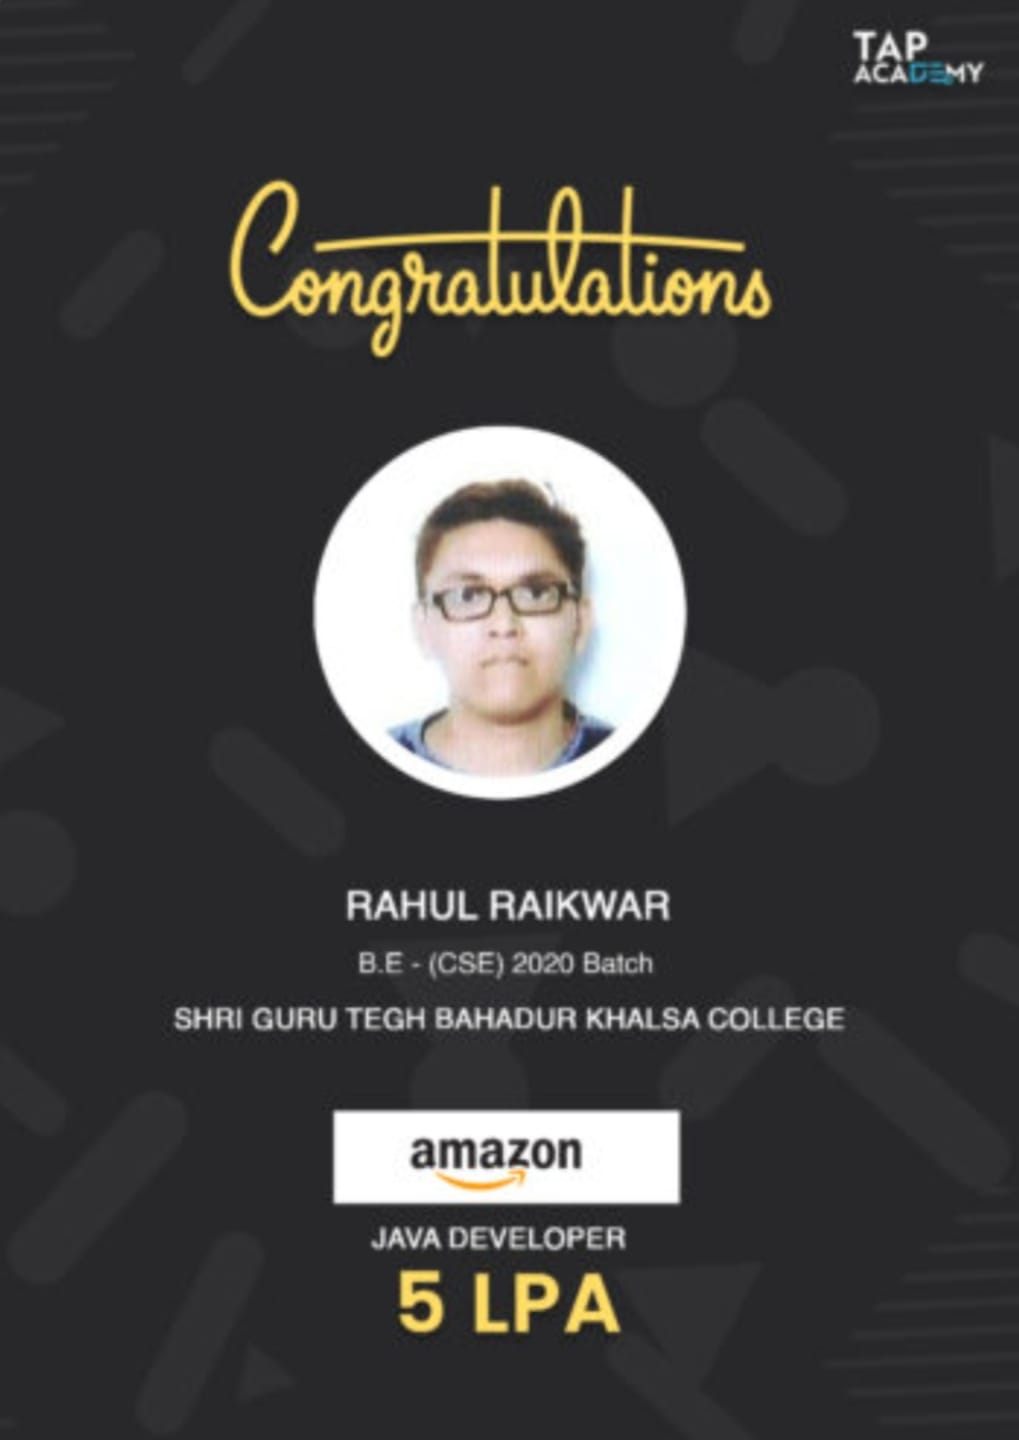 TAP
ACADEMY
Congratulations
RAHUL RAIKWAR
B.E - (CSE) 2020 Batch
SHRI GURU TEGH BAHADUR KHALSA COLLEGE
amazon
JAVA DEVELOPER
5 LPA